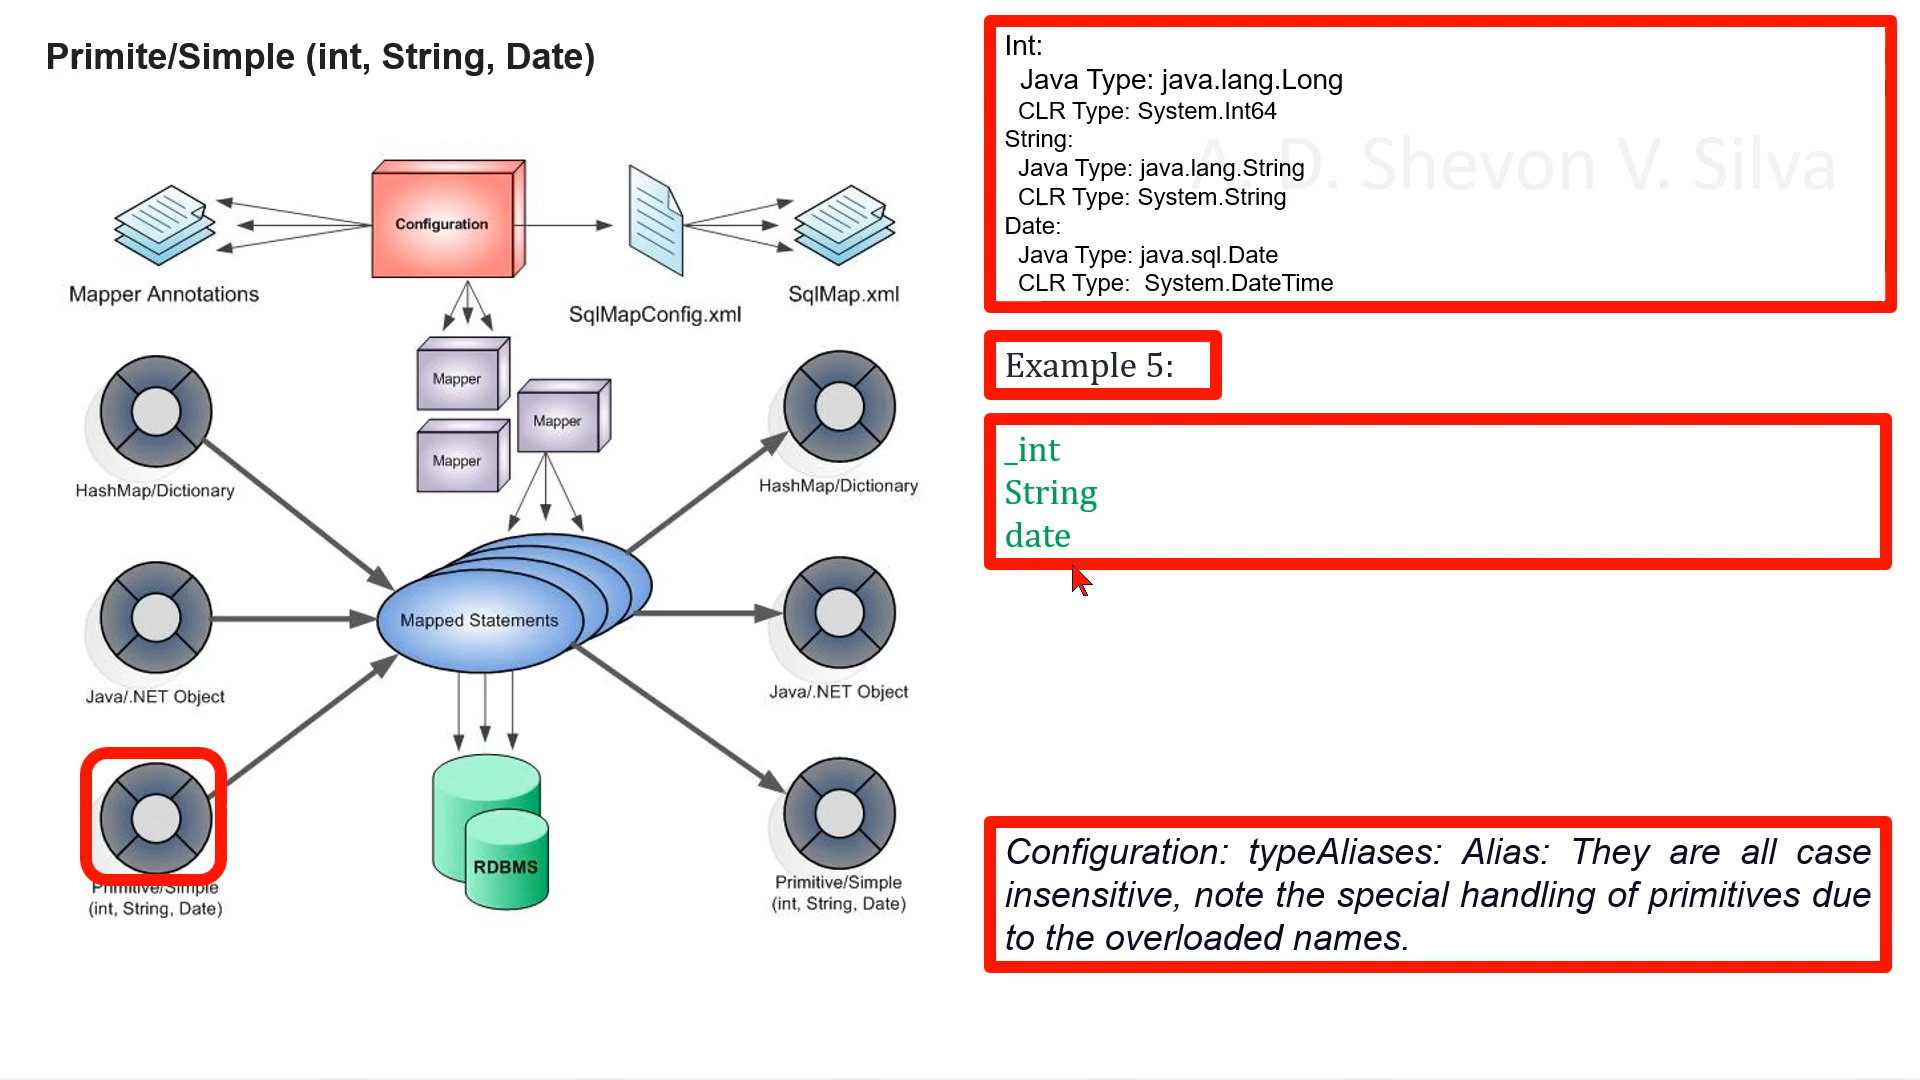 Primite/Simple (int, String, Date)
Configuration
Mapper Annotations
SqlMapConfig.xml
SqlMap.xml
Mapper
Mapper
Mapper
HashMap/Dictionary
HashMap/Dictionary
Mapped Statements
Java/.NET Object
Java/.NET Object
RDBMS
Primitive/Simple
(int, String, Date)
Primitive/Simple
(int, String, Date)
Int:
Java Type: java.lang.Long
CLR Type: System.Int64
String:
Java Type: java.lang.String
CLR Type: System.String
Date:
Java Type: java.sql.Date
CLR Type: System.DateTime
A. D. Shevon V. Silva
Example 5:
_int
String
date
Configuration: typeAliases: Alias: They are all case
insensitive, note the special handling of primitives due
to the overloaded names.